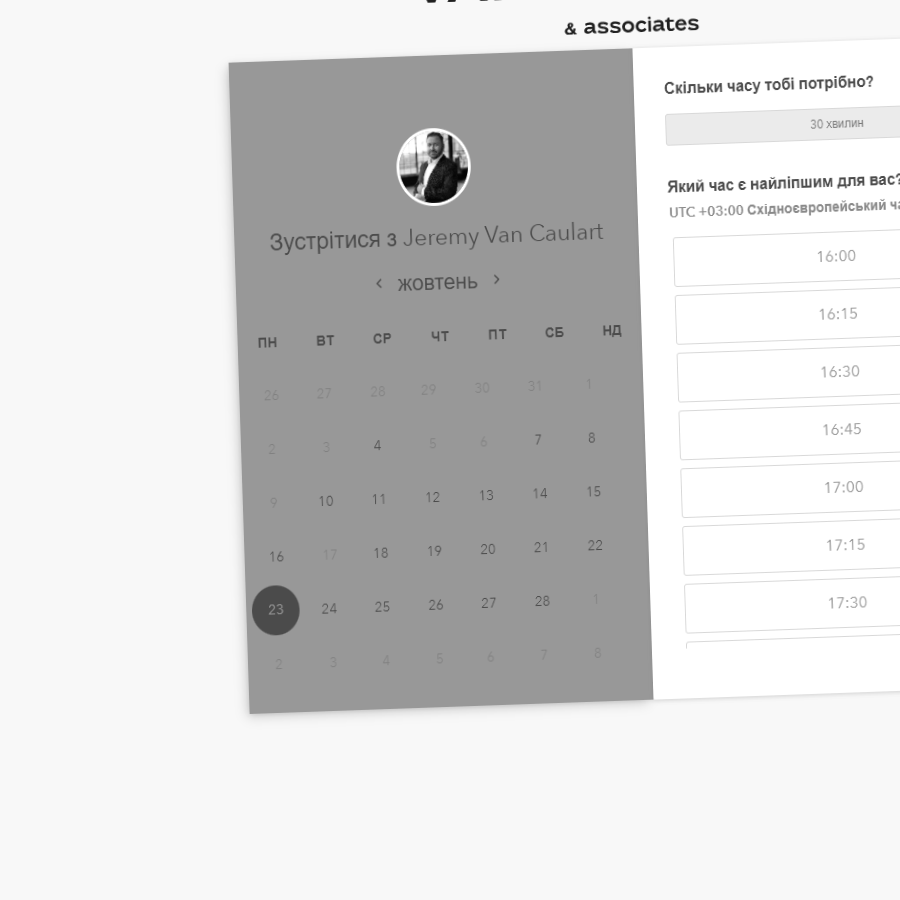 & associates
Зустрітися з Jeremy Van Caulart
жовтень
ПН ВТ СР ЧТ ПТ СБ НД
26 27 28 29 30 31 1
2 3 4 5 6 7 8
9 10 11 12 13 14 15
16 17 18 19 20 21 22
23 24 25 26 27 28 1
2 3 4 5 6 7 8
Скільки часу тобі потрібно?
30 хвилин
Який час є найліпшим для вас?
UTC +03:00 Східноєвропейський
16:00
16:15
16:30
16:45
17:00
17:15
17:30